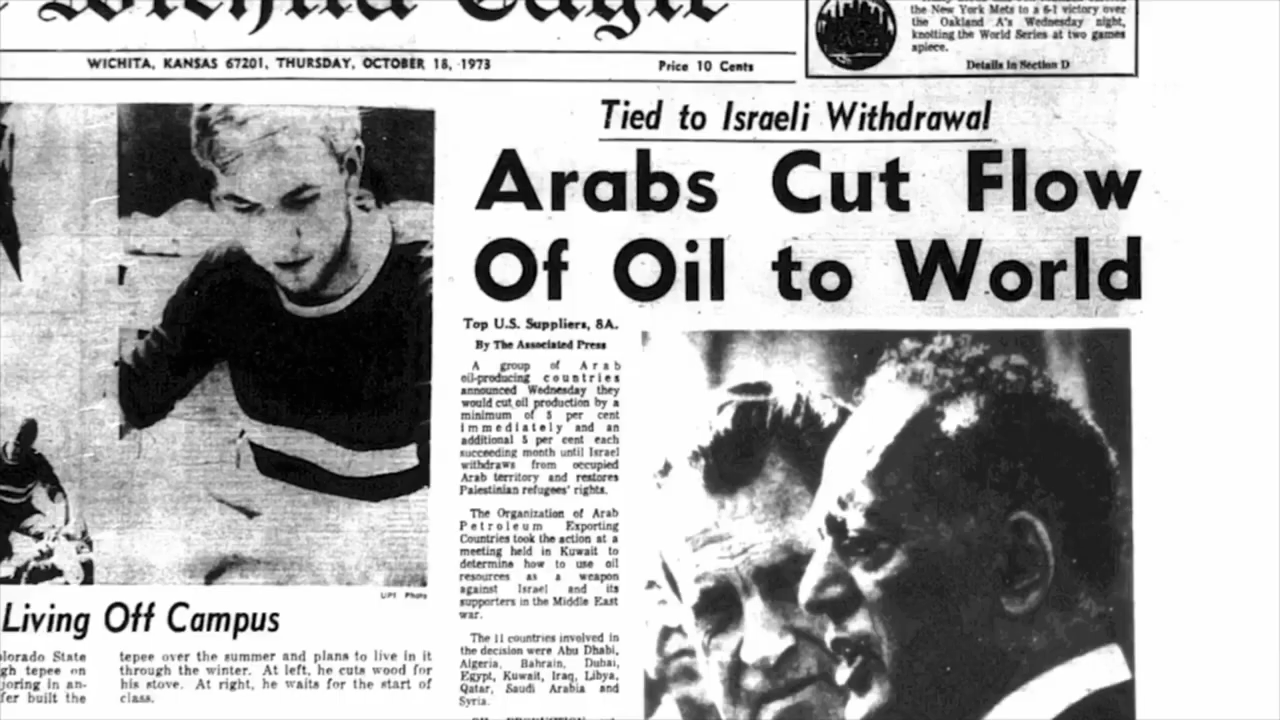 Wichita Eagle
WICHITA, KANSAS 67201, THURSDAY, OCTOBER 18, 1973
Price 10 Cents
the New York Mets to a 6-1 victory over
the Oakland A's Wednesday night,
knotting the World Series at two games
apiece.
Details in Section D
Tied to Israeli Withdrawal
Arabs Cut Flow
Of Oil to World
Top U.S. Suppliers, 8A.
By The Associated Press
A group of Arab
oil-producing countries
announced Wednesday they
would cut oil production by a
minimum of 5 per cent
immediately and an
additional 5 per cent each
succeeding month until Israel
withdraws from occupied
Arab territory and restores
Palestinian refugees' rights.
The Organization of Arab
Petroleum Exporting
Countries took the action at a
meeting held in Kuwait to
determine how to use oil
resources as a weapon
against Israel and its
supporters in the Middle East
war.
The 11 countries involved in
the decision were Abu Dhabi,
Algeria, Bahrain, Dubai,
Egypt, Kuwait, Iraq, Libya,
Qatar, Saudi Arabia and
Syria.
UPI Photo
Living Off Campus
olorado State
gh tepee on
joring in an-
fer built the
tepee over the summer and plans to live in it
through the winter. At left, he cuts wood for
his stove. At right, he waits for the start of
class.